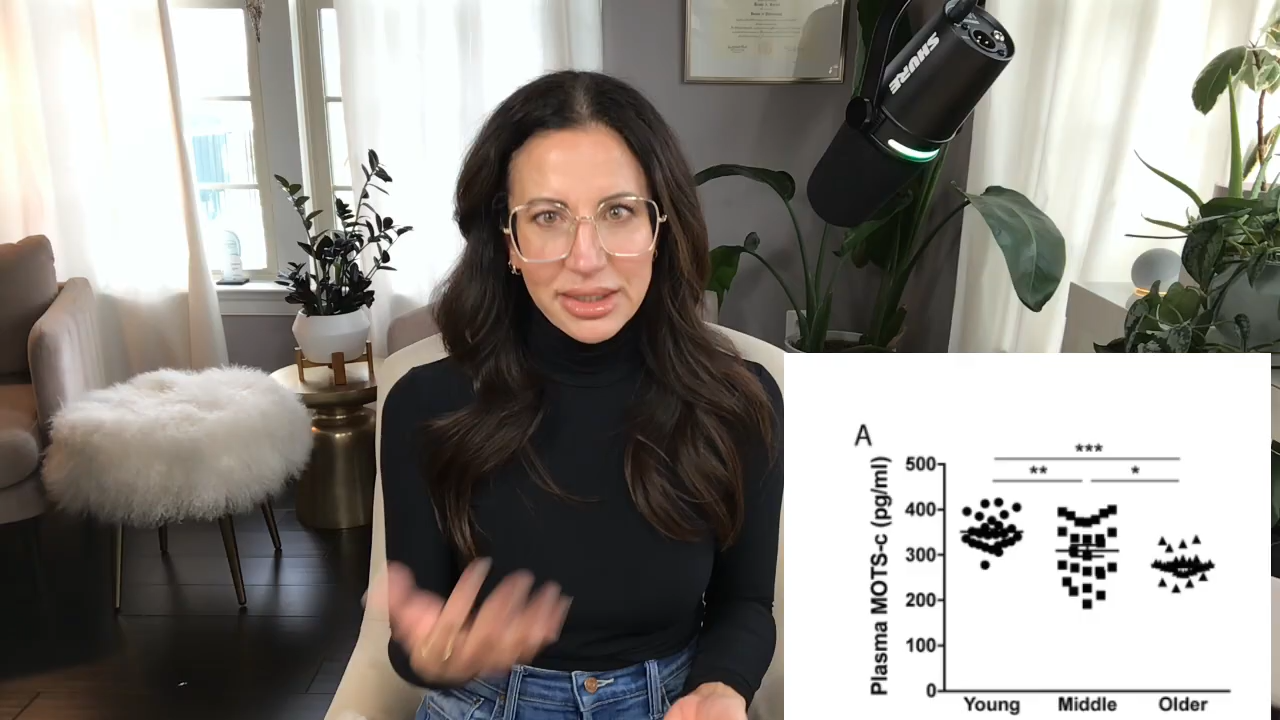 SHURE
A
***
**
*
Plasma MOTS-c (pg/ml)
500
400
300
200
100
0
Young
Middle
Older